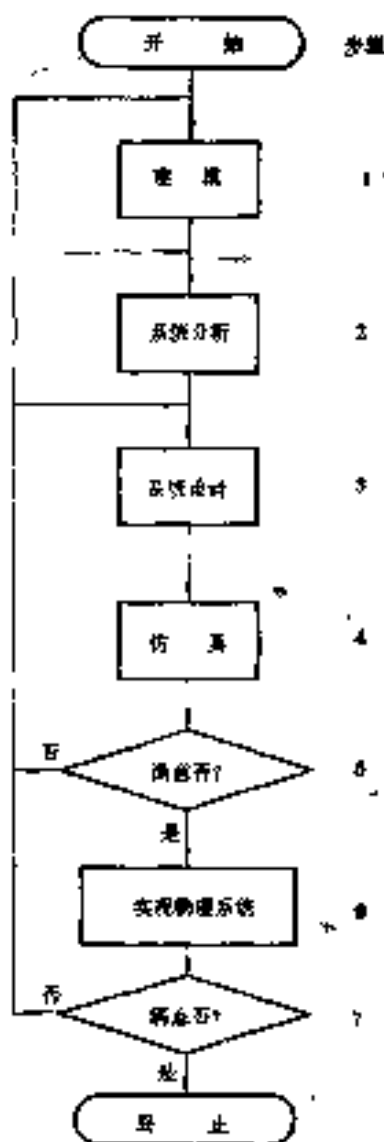 开 始 步骤
建 模 1
系统分析 2
系统设计 3
仿 真 4
否 满意否? 5
是
实现物理系统 6
否 满意否? 7
是
终 止